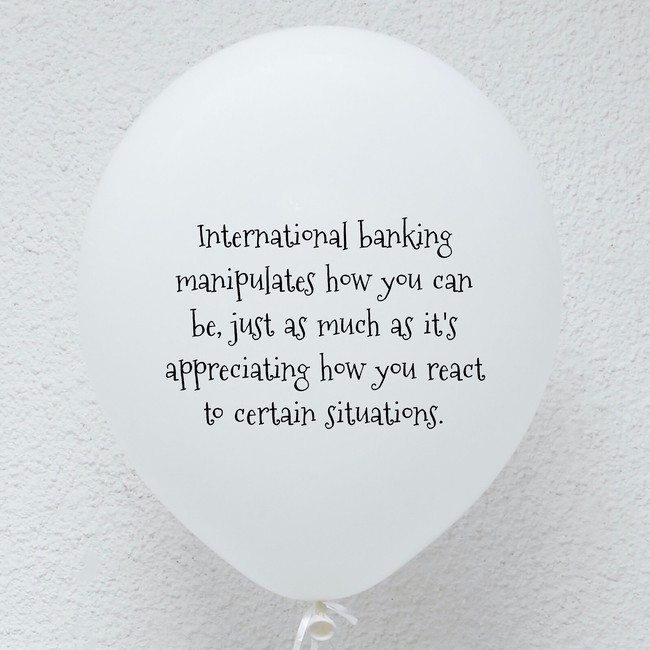 International banking
manipulates how you can
be, just as much as it's
appreciating how you react
to certain situations.